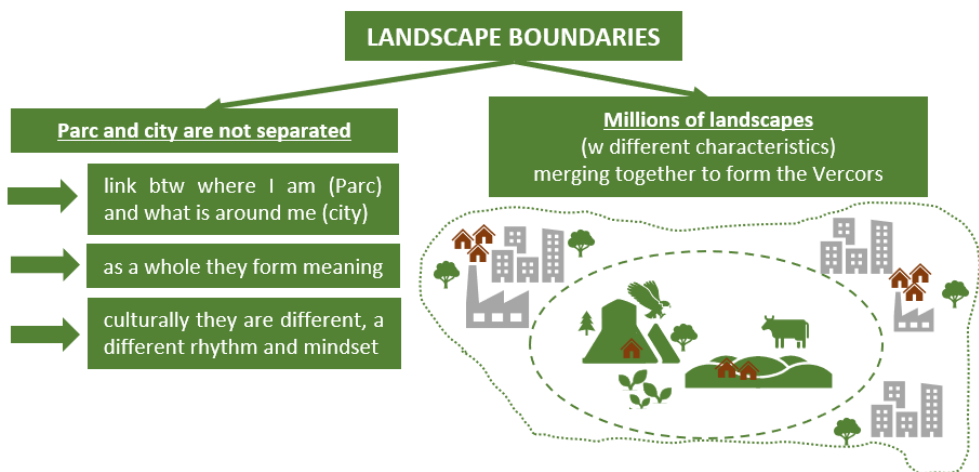 LANDSCAPE BOUNDARIES
Parc and city are not separated
link btw where I am (Parc)
and what is around me (city)
as a whole they form meaning
culturally they are different, a
different rhythm and mindset
Millions of landscapes
(w different characteristics)
merging together to form the Vercors